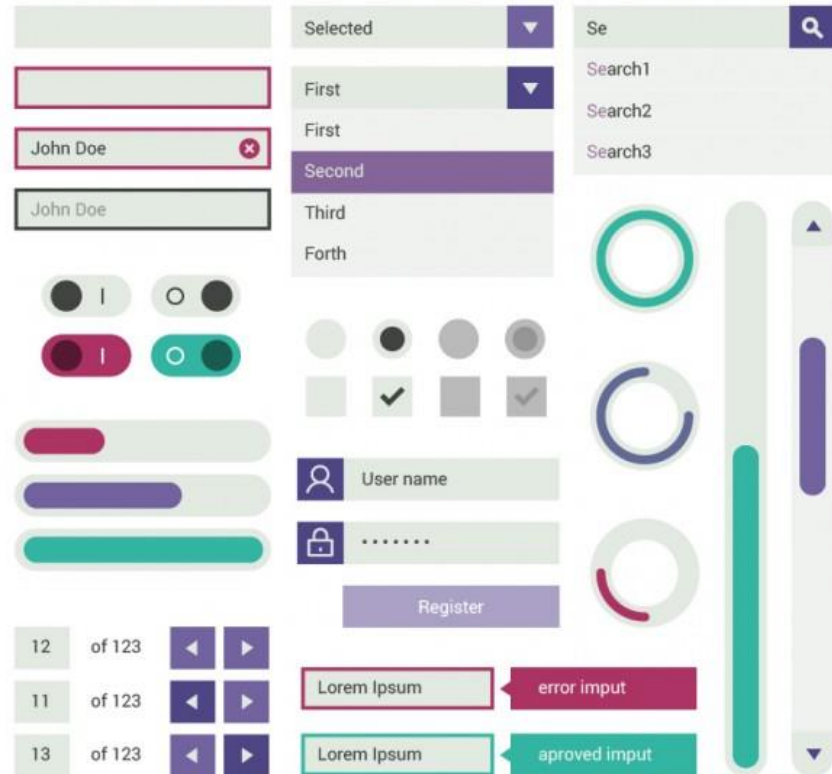 John Doe
John Doe
Selected
First
First
Second
Third
Forth
Se
Search1
Search2
Search3
User name
•••••••
Register
12 of 123
11 of 123
13 of 123
Lorem Ipsum
error imput
Lorem Ipsum
aproved imput